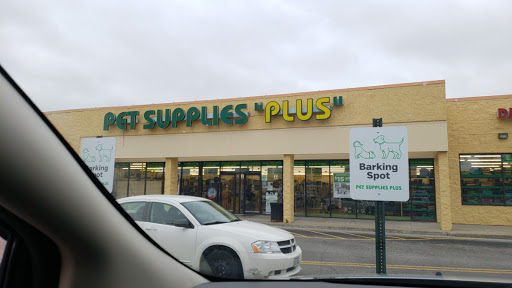 PET SUPPLIES "PLUS"
Barking
Spot
Barking
Spot
PET SUPPLIES PLUS